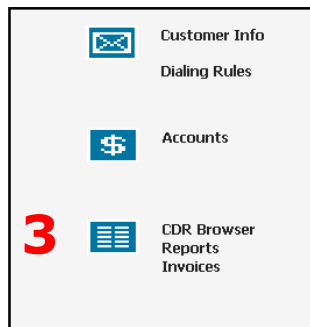 Customer Info
Dialing Rules
$ Accounts
3
CDR Browser
Reports
Invoices